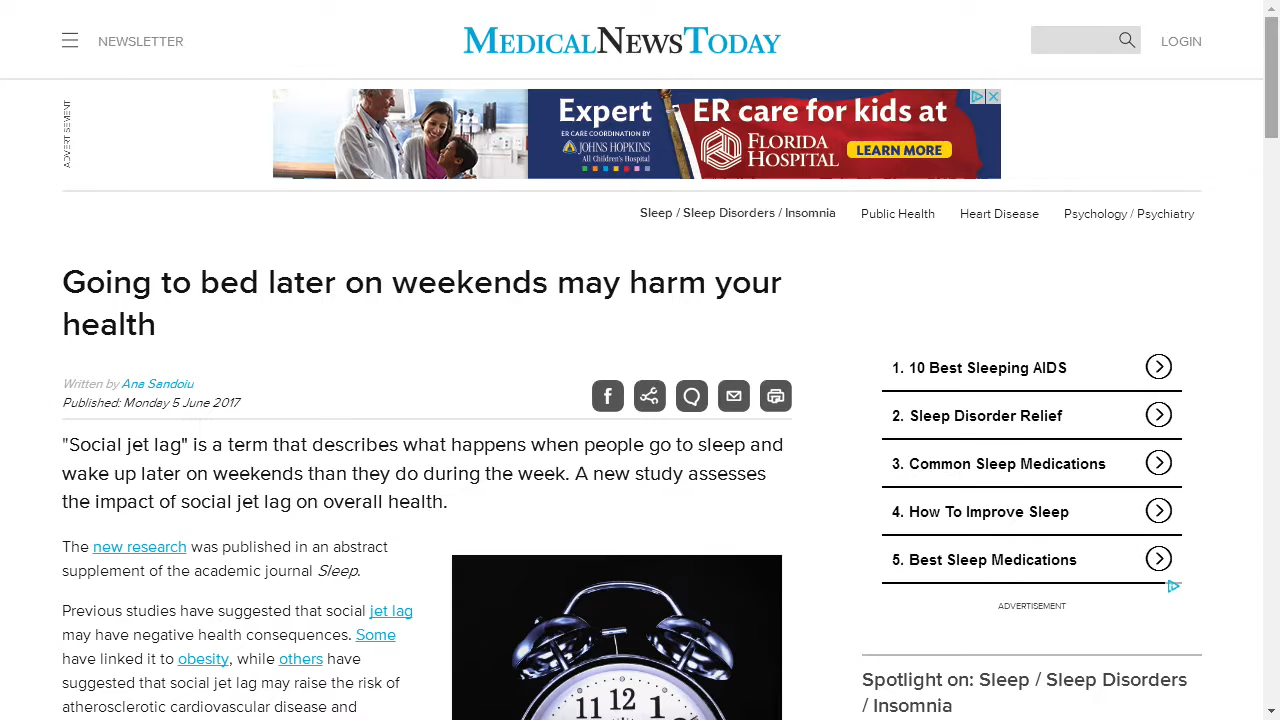 NEWSLETTER
MEDICALNEWSTODAY
LOGIN
ADVERTISEMENT
Expert
ER CARE COORDINATION BY
JOHNS HOPKINS
All Children's Hospital
ER care for kids at
FLORIDA
HOSPITAL
LEARN MORE
Sleep / Sleep Disorders / Insomnia Public Health Heart Disease Psychology / Psychiatry
Going to bed later on weekends may harm your
health
Written by Ana Sandoiu
Published: Monday 5 June 2017
"Social jet lag" is a term that describes what happens when people go to sleep and
wake up later on weekends than they do during the week. A new study assesses
the impact of social jet lag on overall health.
The new research was published in an abstract
supplement of the academic journal Sleep.
Previous studies have suggested that social jet lag
may have negative health consequences. Some
have linked it to obesity, while others have
suggested that social jet lag may raise the risk of
atherosclerotic cardiovascular disease and
11 12 1
1. 10 Best Sleeping AIDS
2. Sleep Disorder Relief
3. Common Sleep Medications
4. How To Improve Sleep
5. Best Sleep Medications
ADVERTISEMENT
Spotlight on: Sleep / Sleep Disorders
/ Insomnia